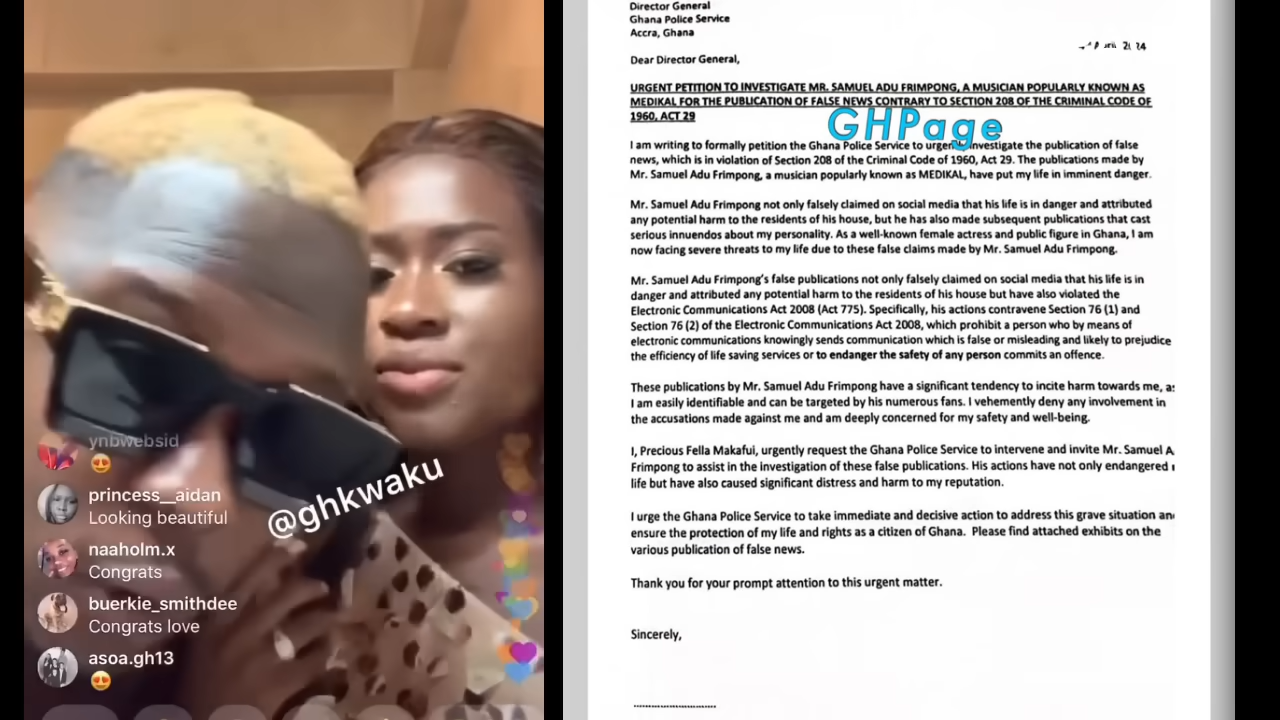 ynbwebsid
😍
princess__aidan
Looking beautiful
naaholm.x
Congrats
buerkie_smithdee
Congrats love
asoa.gh13
😍
@ghkwaku
Director General
Ghana Police Service
Accra, Ghana
24
Dear Director General,
URGENT PETITION TO INVESTIGATE MR. SAMUEL ADU FRIMPONG, A MUSICIAN POPULARLY KNOWN AS
MEDIKAL FOR THE PUBLICATION OF FALSE NEWS CONTRARY TO SECTION 208 OF THE CRIMINAL CODE OF
1960, ACT 29
GHPage
I am writing to formally petition the Ghana Police Service to urgently investigate the publication of false
news, which is in violation of Section 208 of the Criminal Code of 1960, Act 29. The publications made by
Mr. Samuel Adu Frimpong, a musician popularly known as MEDIKAL, have put my life in imminent danger.
Mr. Samuel Adu Frimpong not only falsely claimed on social media that his life is in danger and attributed
any potential harm to the residents of his house, but he has also made subsequent publications that cast
serious innuendos about my personality. As a well-known female actress and public figure in Ghana, I am
now facing severe threats to my life due to these false claims made by Mr. Samuel Adu Frimpong.
Mr. Samuel Adu Frimpong's false publications not only falsely claimed on social media that his life is in
danger and attributed any potential harm to the residents of his house but have also violated the
Electronic Communications Act 2008 (Act 775). Specifically, his actions contravene Section 76 (1) and
Section 76 (2) of the Electronic Communications Act 2008, which prohibit a person who by means of
electronic communications knowingly sends communication which is false or misleading and likely to prejudice
the efficiency of life saving services or to endanger the safety of any person commits an offence.
These publications by Mr. Samuel Adu Frimpong have a significant tendency to incite harm towards me, as
I am easily identifiable and can be targeted by his numerous fans. I vehemently deny any involvement in
the accusations made against me and am deeply concerned for my safety and well-being.
I, Precious Fella Makafui, urgently request the Ghana Police Service to intervene and invite Mr. Samuel A
Frimpong to assist in the investigation of these false publications. His actions have not only endangered
life but have also caused significant distress and harm to my reputation.
I urge the Ghana Police Service to take immediate and decisive action to address this grave situation and
ensure the protection of my life and rights as a citizen of Ghana. Please find attached exhibits on the
various publication of false news.
Thank you for your prompt attention to this urgent matter.
Sincerely,